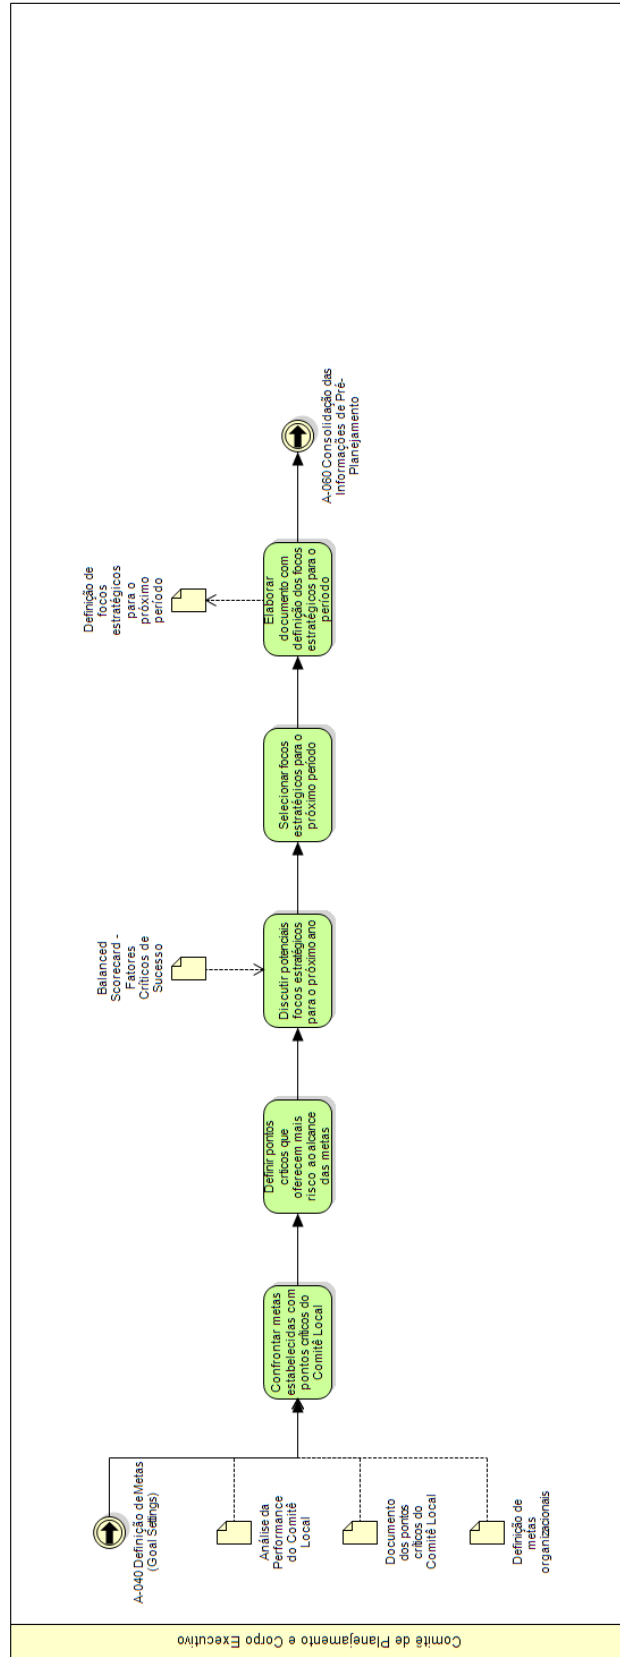 Comitê de Planejamento e Corpo Executivo
A-040 Definição de Metas
(Goal Settings)
Análise da
Performance
do Comitê
Local
Documento
dos pontos
críticos do
Comitê Local
Definição de
metas
organizacionais
Confrontar metas
estabelecidas com
pontos críticos do
Comitê Local
Definir pontos
críticos que
oferecem mais
risco ao alcance
das metas
Balanced
Scorecard -
Fatores
Críticos de
Sucesso
Discutir potenciais
focos estratégicos
para o próximo ano
Selecionar focos
estratégicos para o
próximo período
Definição de
focos
estratégicos
para o
próximo
período
Elaborar
documento com
definição dos focos
estratégicos para o
período
A-060 Consolidação das
Informações de Pré-
Planejamento